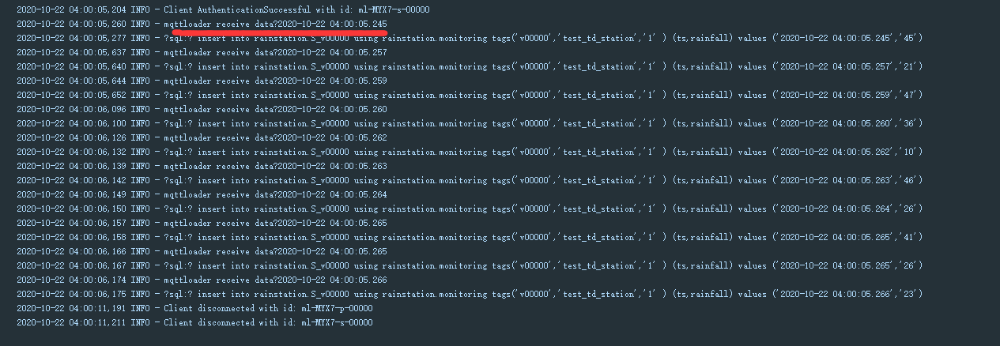 2020-10-22 04:00:05,204 INFO - Client AuthenticationSuccessful with id: ml-MYX7-s-00000
2020-10-22 04:00:05,260 INFO - mqttloader receive data?2020-10-22 04:00:05.245
2020-10-22 04:00:05,277 INFO - ?sql:? insert into rainstation.S_v00000 using rainstation.monitoring tags('v00000','test_td_station','1' ) (ts,rainfall) values ('2020-10-22 04:00:05.245','45')
2020-10-22 04:00:05,637 INFO - mqttloader receive data?2020-10-22 04:00:05.257
2020-10-22 04:00:05,640 INFO - ?sql:? insert into rainstation.S_v00000 using rainstation.monitoring tags('v00000','test_td_station','1' ) (ts,rainfall) values ('2020-10-22 04:00:05.257','21')
2020-10-22 04:00:05,644 INFO - mqttloader receive data?2020-10-22 04:00:05.259
2020-10-22 04:00:05,652 INFO - ?sql:? insert into rainstation.S_v00000 using rainstation.monitoring tags('v00000','test_td_station','1' ) (ts,rainfall) values ('2020-10-22 04:00:05.259','47')
2020-10-22 04:00:06,096 INFO - mqttloader receive data?2020-10-22 04:00:05.260
2020-10-22 04:00:06,100 INFO - ?sql:? insert into rainstation.S_v00000 using rainstation.monitoring tags('v00000','test_td_station','1' ) (ts,rainfall) values ('2020-10-22 04:00:05.260','36')
2020-10-22 04:00:06,126 INFO - mqttloader receive data?2020-10-22 04:00:05.262
2020-10-22 04:00:06,132 INFO - ?sql:? insert into rainstation.S_v00000 using rainstation.monitoring tags('v00000','test_td_station','1' ) (ts,rainfall) values ('2020-10-22 04:00:05.262','10')
2020-10-22 04:00:06,139 INFO - mqttloader receive data?2020-10-22 04:00:05.263
2020-10-22 04:00:06,142 INFO - ?sql:? insert into rainstation.S_v00000 using rainstation.monitoring tags('v00000','test_td_station','1' ) (ts,rainfall) values ('2020-10-22 04:00:05.263','46')
2020-10-22 04:00:06,149 INFO - mqttloader receive data?2020-10-22 04:00:05.264
2020-10-22 04:00:06,150 INFO - ?sql:? insert into rainstation.S_v00000 using rainstation.monitoring tags('v00000','test_td_station','1' ) (ts,rainfall) values ('2020-10-22 04:00:05.264','26')
2020-10-22 04:00:06,157 INFO - mqttloader receive data?2020-10-22 04:00:05.265
2020-10-22 04:00:06,158 INFO - ?sql:? insert into rainstation.S_v00000 using rainstation.monitoring tags('v00000','test_td_station','1' ) (ts,rainfall) values ('2020-10-22 04:00:05.265','41')
2020-10-22 04:00:06,166 INFO - mqttloader receive data?2020-10-22 04:00:05.265
2020-10-22 04:00:06,167 INFO - ?sql:? insert into rainstation.S_v00000 using rainstation.monitoring tags('v00000','test_td_station','1' ) (ts,rainfall) values ('2020-10-22 04:00:05.265','26')
2020-10-22 04:00:06,174 INFO - mqttloader receive data?2020-10-22 04:00:05.266
2020-10-22 04:00:06,175 INFO - ?sql:? insert into rainstation.S_v00000 using rainstation.monitoring tags('v00000','test_td_station','1' ) (ts,rainfall) values ('2020-10-22 04:00:05.266','23')
2020-10-22 04:00:11,191 INFO - Client disconnected with id: ml-MYX7-p-00000
2020-10-22 04:00:11,211 INFO - Client disconnected with id: ml-MYX7-s-00000